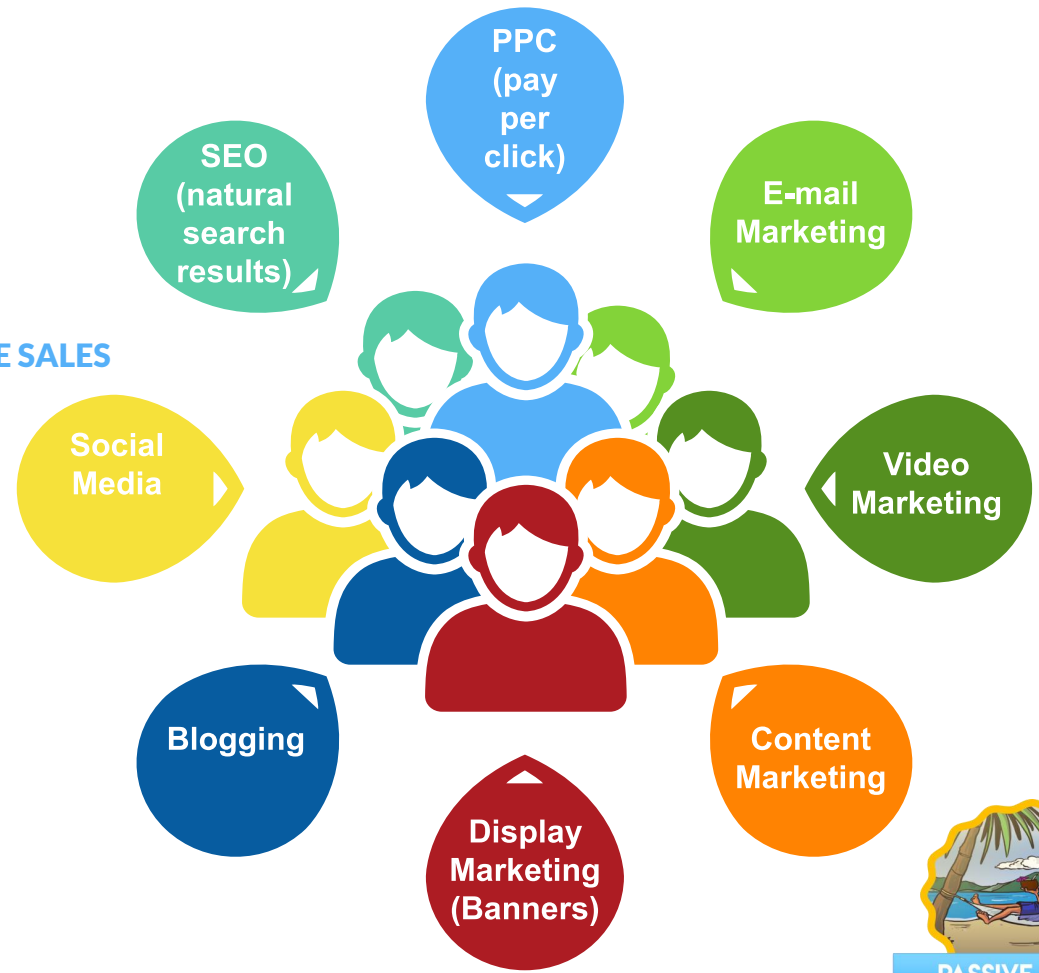 PPC
(pay
per
click)
SEO
(natural
search
results)
E-mail
Marketing
SALES
Social
Media
Video
Marketing
Blogging
Content
Marketing
Display
Marketing
(Banners)
PASSIVE